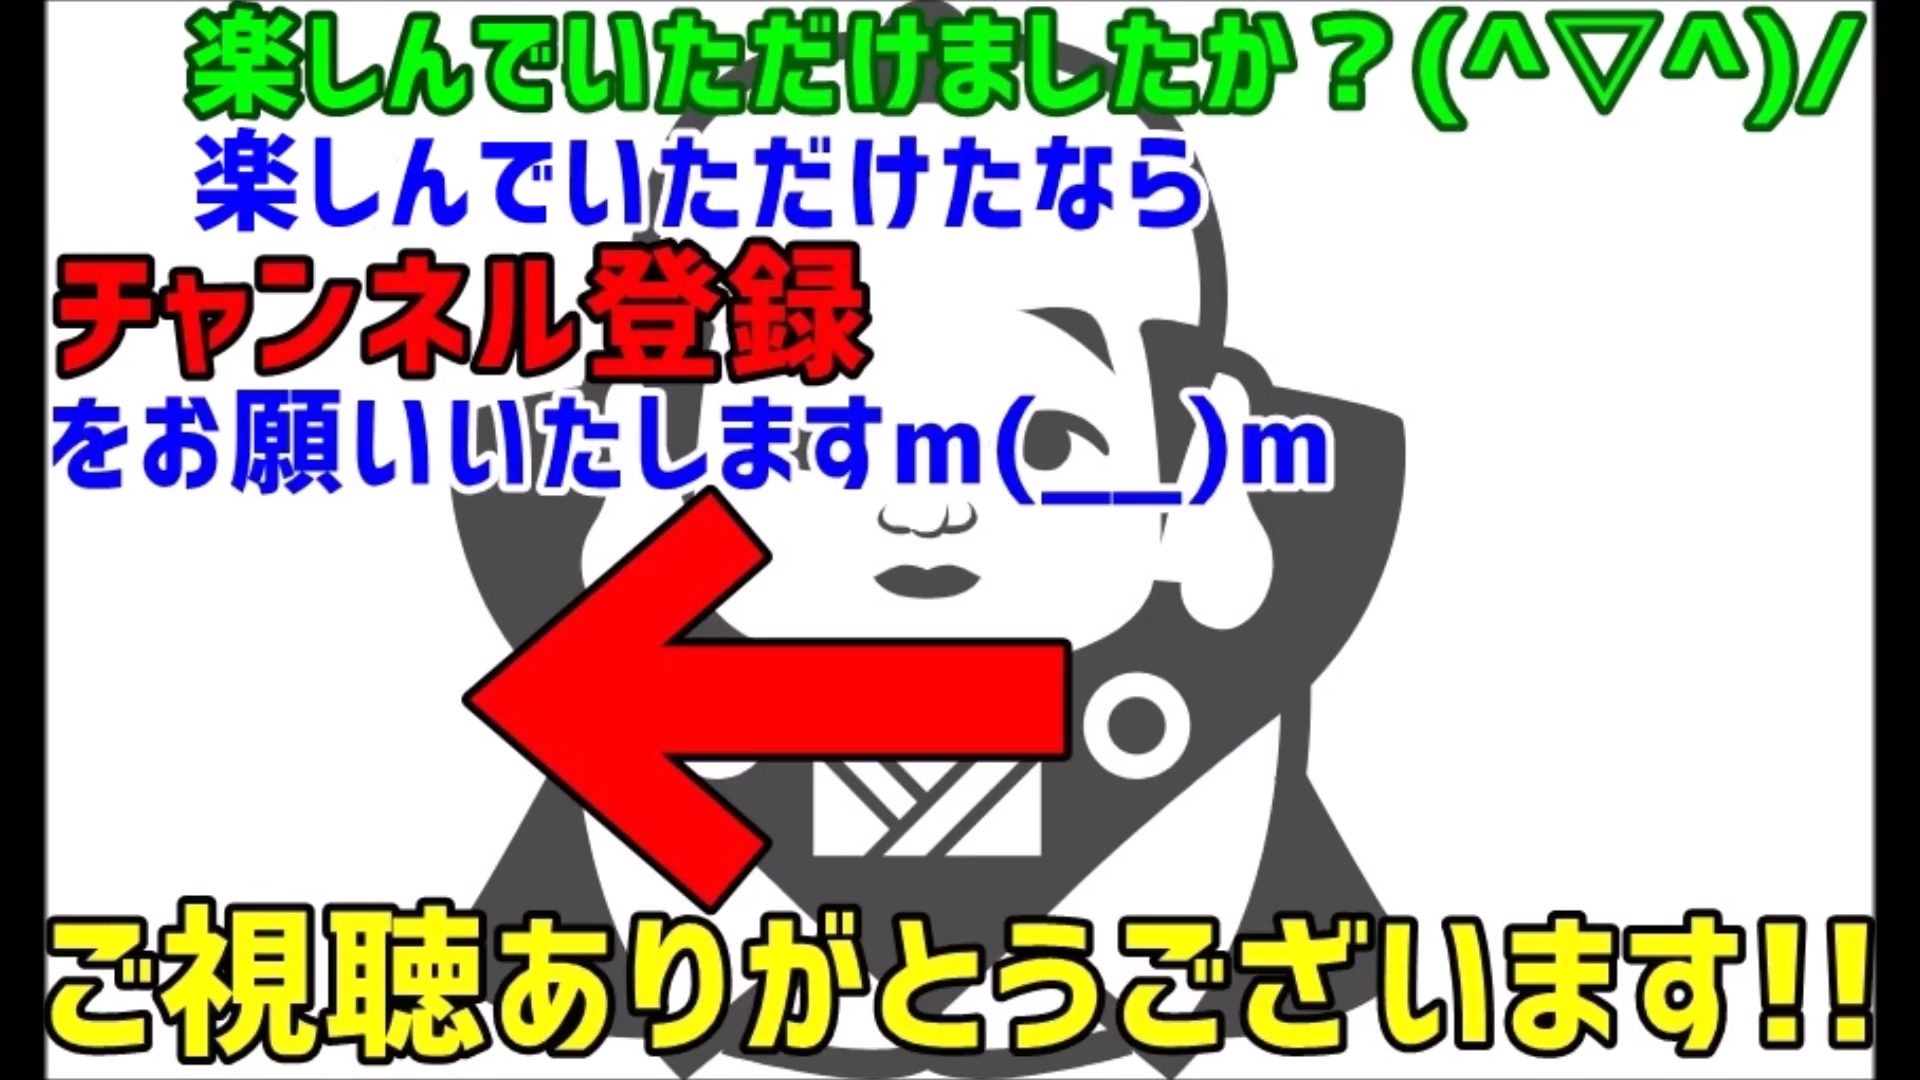 楽しんでいただけましたか？(^▽^)/
楽しんでいただけたなら
チャンネル登録
をお願いいたしますm(__)m
ご視聴ありがとうございます!!